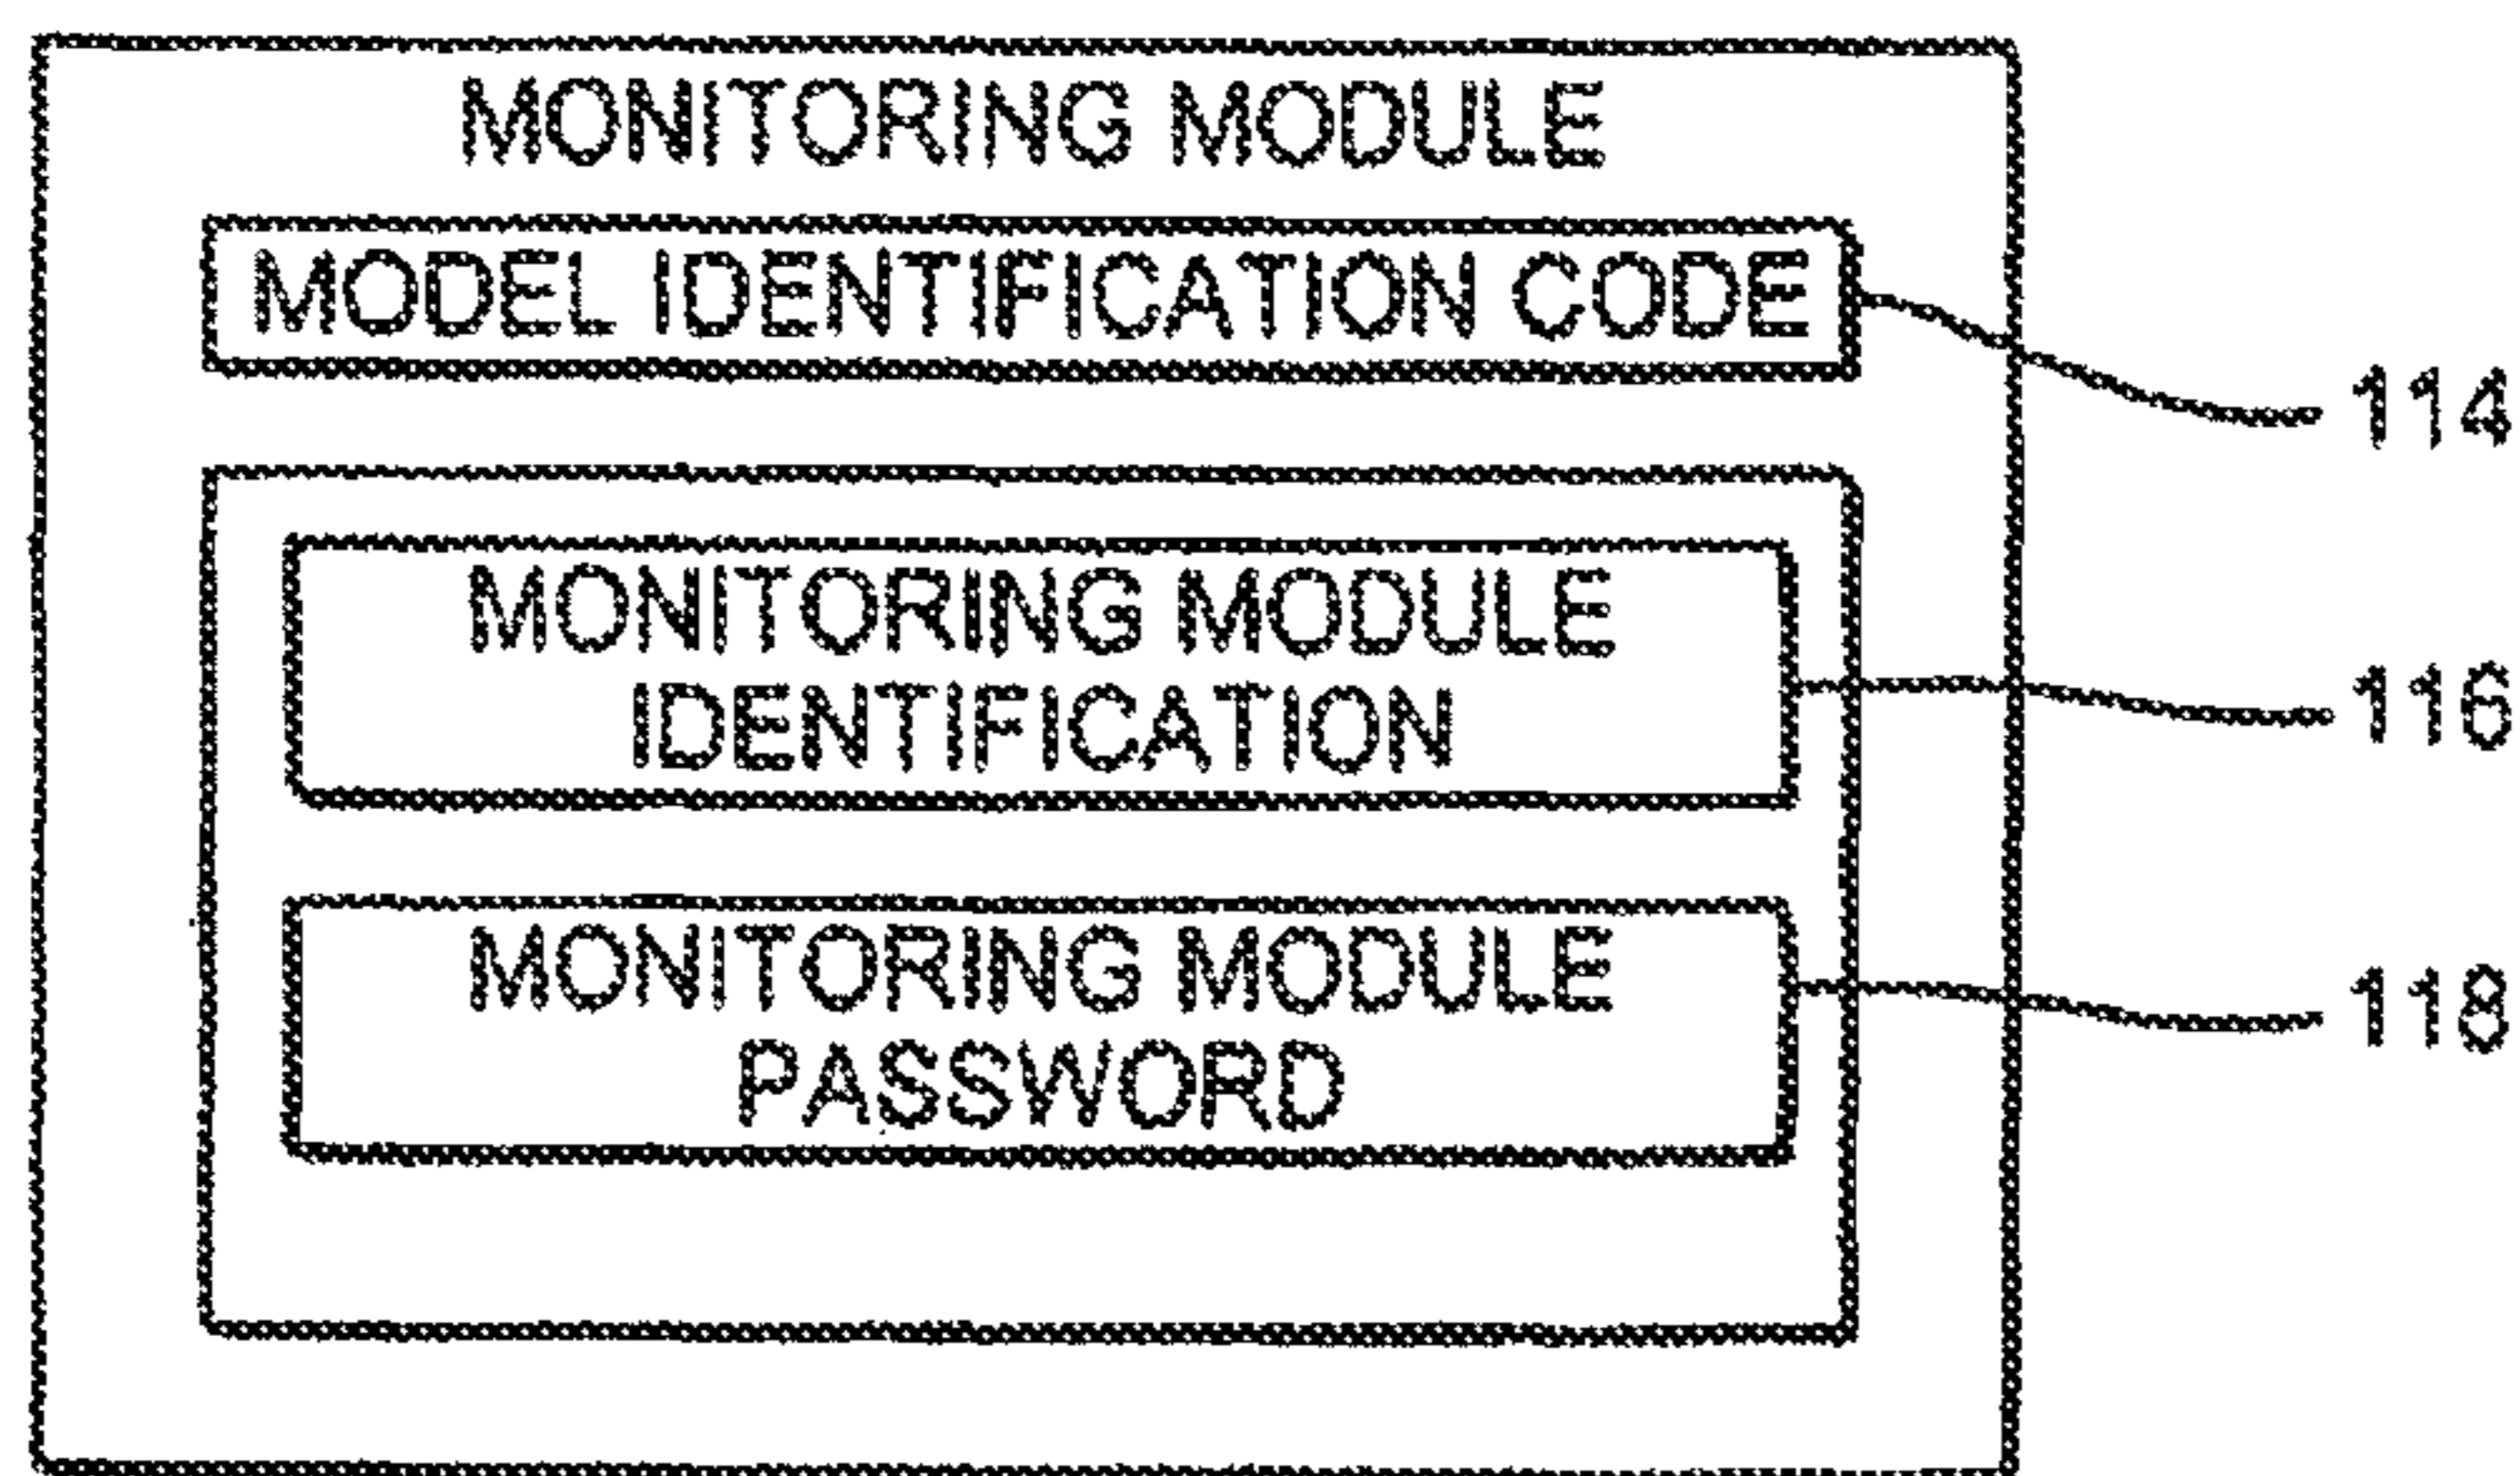 MONITORING MODULE
MODEL IDENTIFICATION CODE
114
MONITORING MODULE
IDENTIFICATION
116
MONITORING MODULE
PASSWORD
118